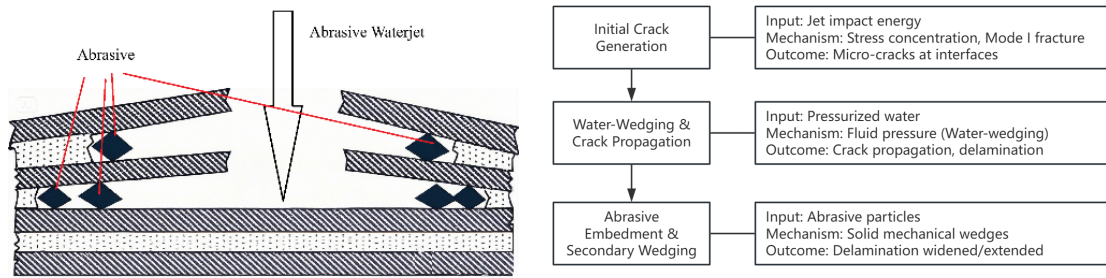 Abrasive Waterjet
Abrasive
Initial Crack
Generation
Input: Jet impact energy
Mechanism: Stress concentration, Mode I fracture
Outcome: Micro-cracks at interfaces
Water-Wedging &
Crack Propagation
Input: Pressurized water
Mechanism: Fluid pressure (Water-wedging)
Outcome: Crack propagation, delamination
Abrasive
Embedment &
Secondary Wedging
Input: Abrasive particles
Mechanism: Solid mechanical wedges
Outcome: Delamination widened/extended